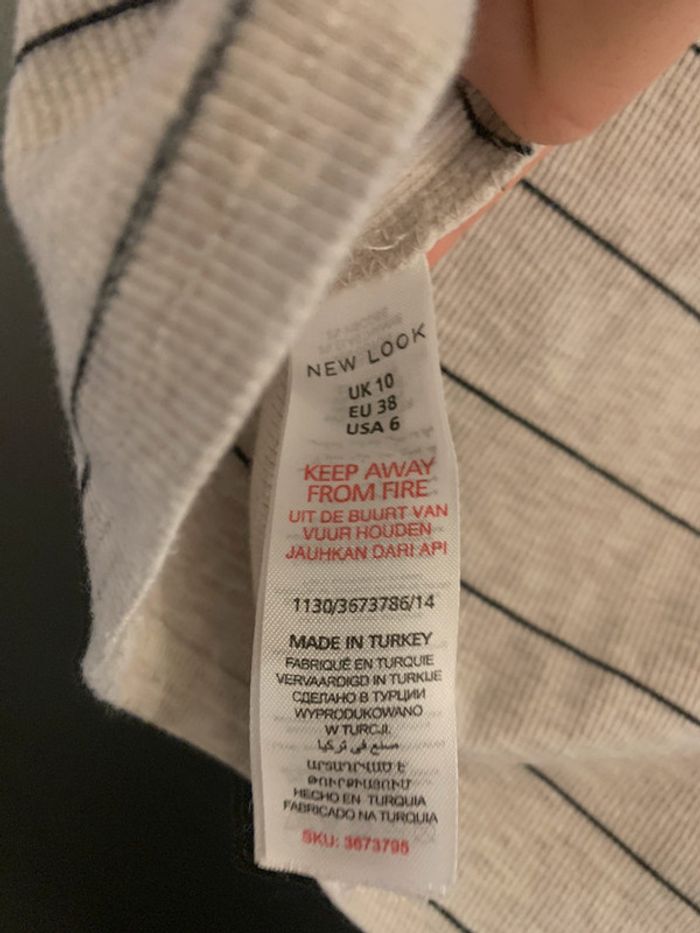 NEW LOOK
UK 10
EU 38
USA 6
KEEP AWAY
FROM FIRE
UIT DE BUURT VAN
VUUR HOUDEN
JAUHKAN DARI API
1130/3673786/14
MADE IN TURKEY
FABRIQUÉ EN TURQUIE
VERVAARDIGD IN TURKIJE
СДЕЛАНО В ТУРЦИИ
WYPRODUKOWANO
W TURCJI.
صنع في تركيا
ԱՐՏԱԴՐՎԱԾ Է
ԹՈՒՐՔԻԱՅՈՒՄ
HECHO EN TURQUIA
FABRICADO NA TURQUIA
SKU: 3673795